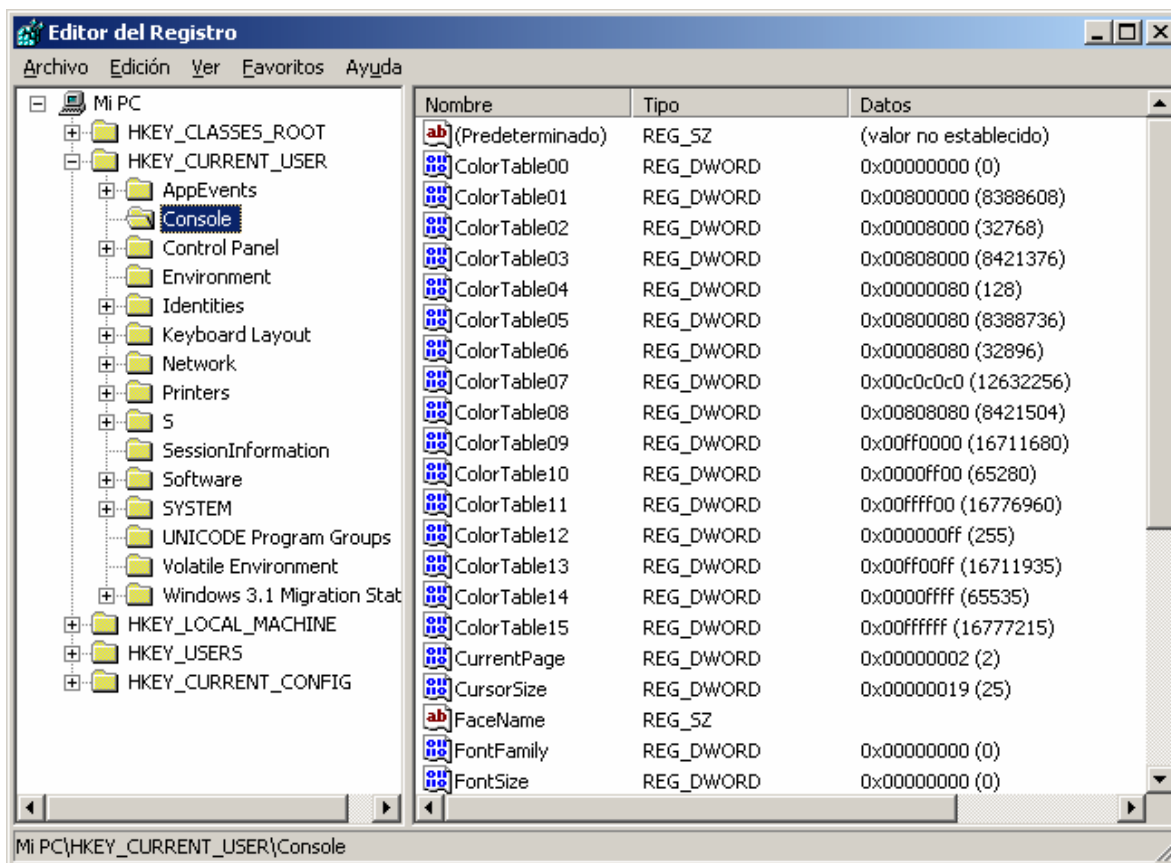 Editor del Registro
Archivo Edición Ver Favoritos Ayuda
Mi PC
HKEY_CLASSES_ROOT
HKEY_CURRENT_USER
AppEvents
Console
Control Panel
Environment
Identities
Keyboard Layout
Network
Printers
S
SessionInformation
Software
SYSTEM
UNICODE Program Groups
Volatile Environment
Windows 3.1 Migration Stat
HKEY_LOCAL_MACHINE
HKEY_USERS
HKEY_CURRENT_CONFIG
Nombre Tipo Datos
(Predeterminado) REG_SZ (valor no establecido)
ColorTable00 REG_DWORD 0x00000000 (0)
ColorTable01 REG_DWORD 0x00800000 (8388608)
ColorTable02 REG_DWORD 0x00008000 (32768)
ColorTable03 REG_DWORD 0x00808000 (8421376)
ColorTable04 REG_DWORD 0x00000080 (128)
ColorTable05 REG_DWORD 0x00800080 (8388736)
ColorTable06 REG_DWORD 0x00008080 (32896)
ColorTable07 REG_DWORD 0x00c0c0c0 (12632256)
ColorTable08 REG_DWORD 0x00808080 (8421504)
ColorTable09 REG_DWORD 0x00ff0000 (16711680)
ColorTable10 REG_DWORD 0x0000ff00 (65280)
ColorTable11 REG_DWORD 0x00ffff00 (16776960)
ColorTable12 REG_DWORD 0x000000ff (255)
ColorTable13 REG_DWORD 0x00ff00ff (16711935)
ColorTable14 REG_DWORD 0x0000ffff (65535)
ColorTable15 REG_DWORD 0x00ffffff (16777215)
CurrentPage REG_DWORD 0x00000002 (2)
CursorSize REG_DWORD 0x00000019 (25)
FaceName REG_SZ
FontFamily REG_DWORD 0x00000000 (0)
FontSize REG_DWORD 0x00000000 (0)
Mi PC\HKEY_CURRENT_USER\Console